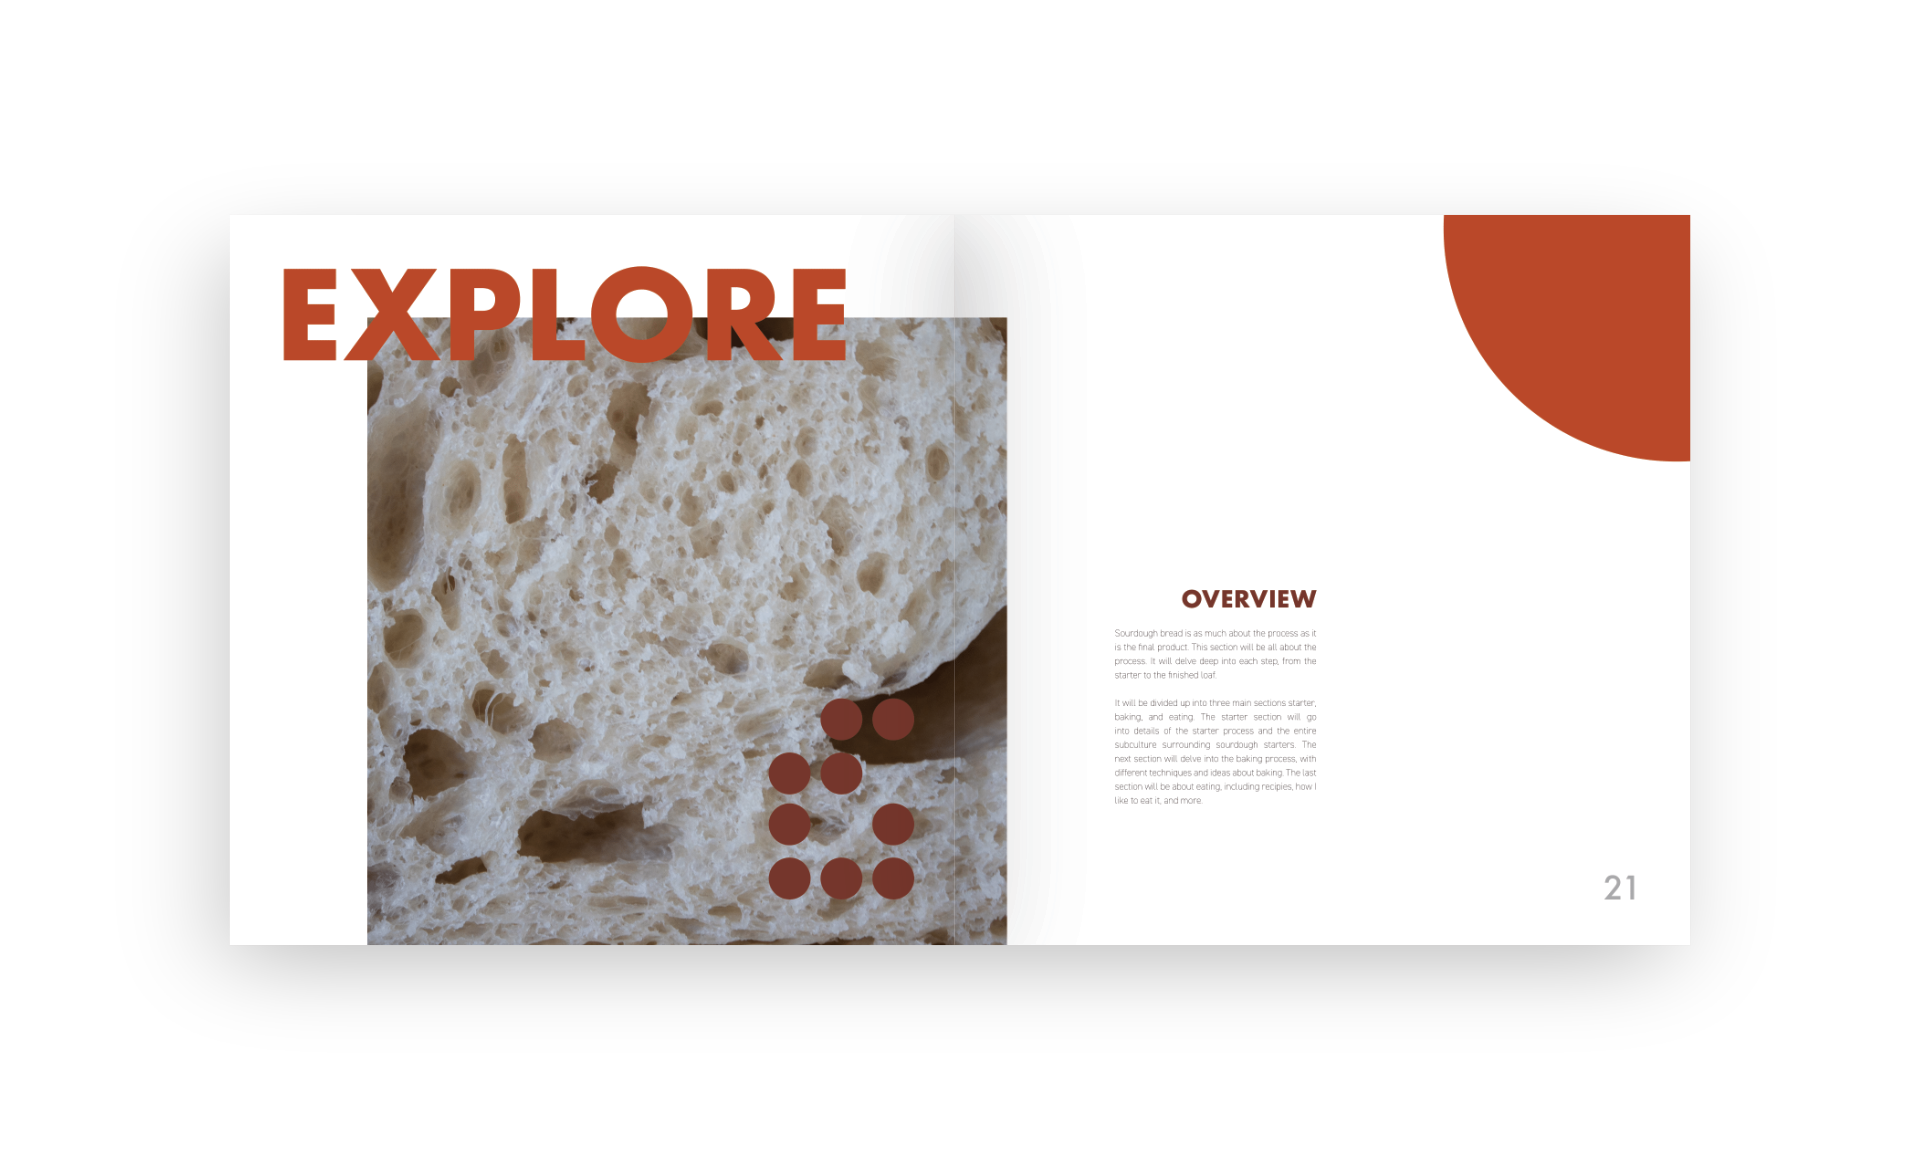 EXPLORE
OVERVIEW
Sourdough bread is as much about the process as it
is the final product. This section will be all about the
process. It will delve deep into each step, from the
starter to the finished loaf.
It will be divided up into three main sections starter,
baking, and eating. The starter section will go
into details of the starter process and the entire
subculture surrounding sourdough starters. The
next section will delve into the baking process, with
different techniques and ideas about baking. The last
section will be about eating, including recipies, how I
like to eat it, and more.
21